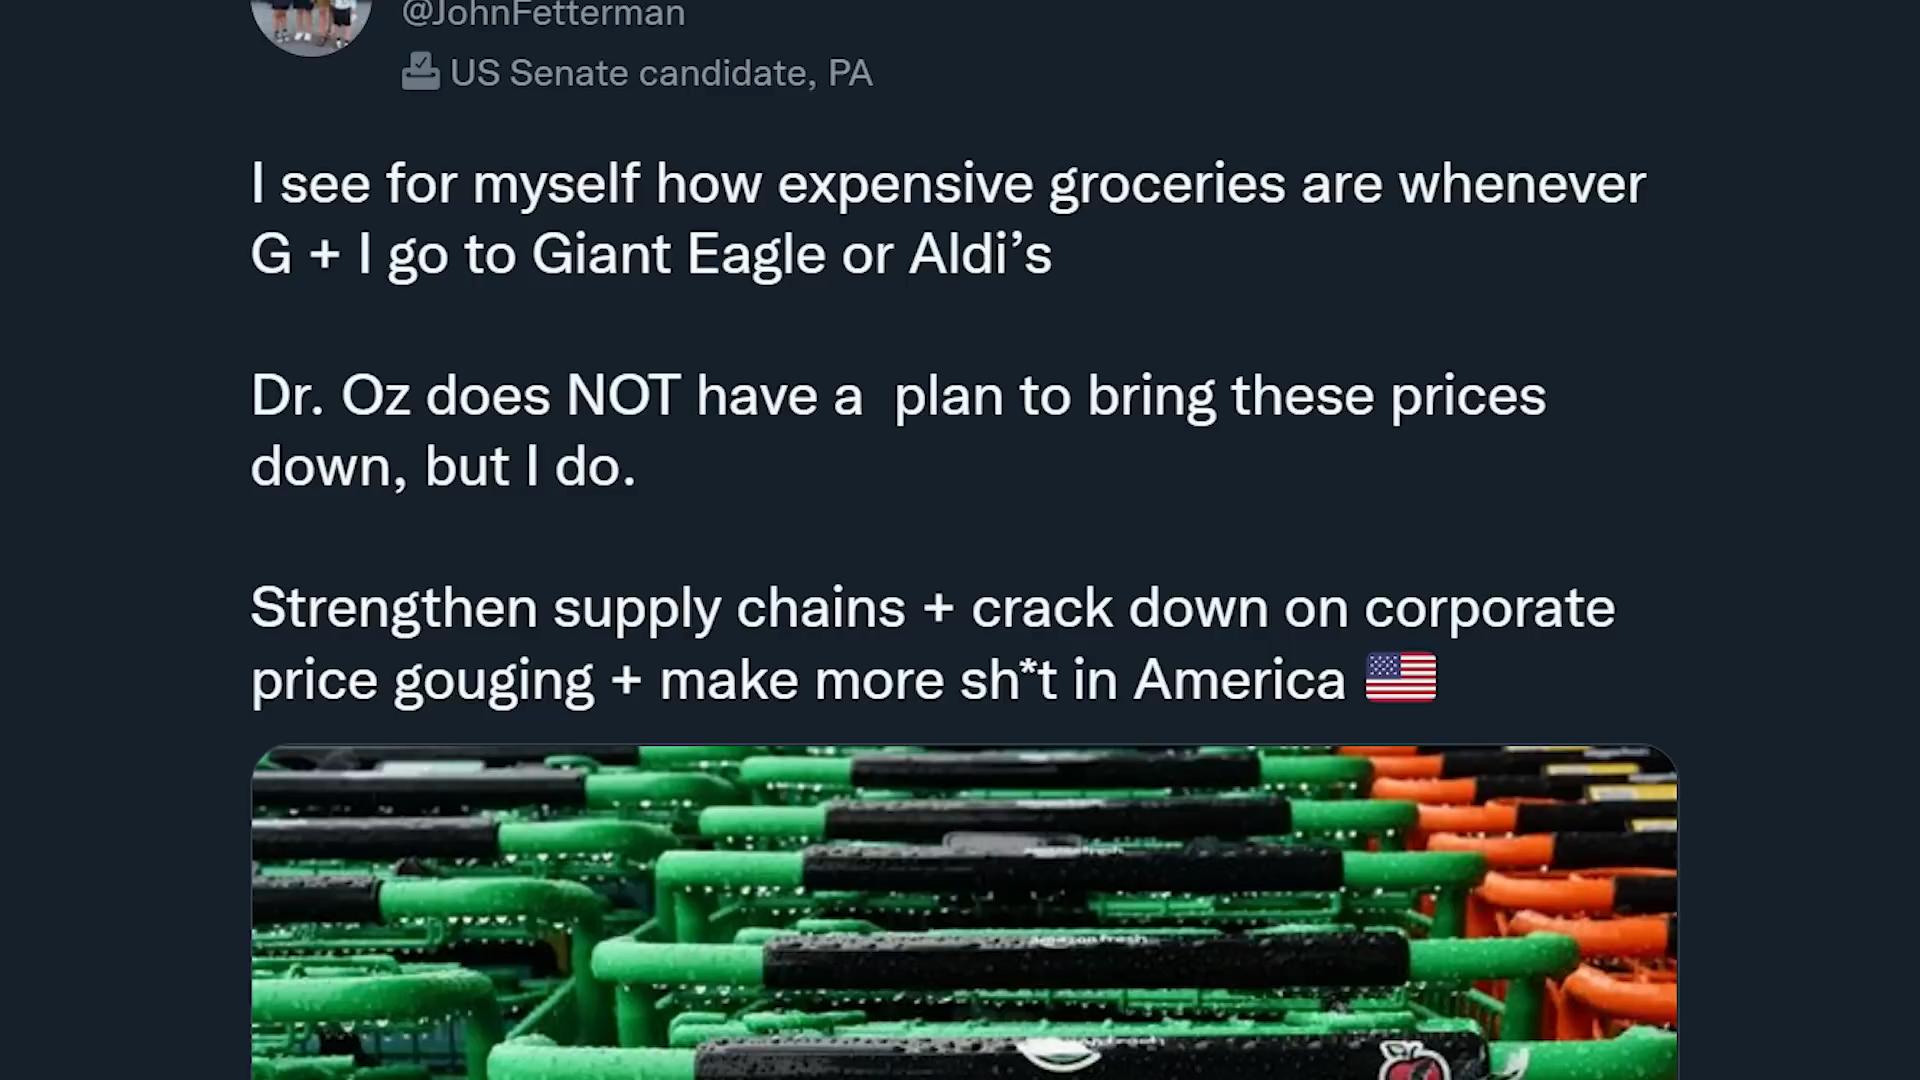 @JohnFetterman
US Senate candidate, PA
I see for myself how expensive groceries are whenever
G + I go to Giant Eagle or Aldi’s
Dr. Oz does NOT have a  plan to bring these prices
down, but I do.
Strengthen supply chains + crack down on corporate
price gouging + make more sh*t in America 🇺🇸
amazon fresh